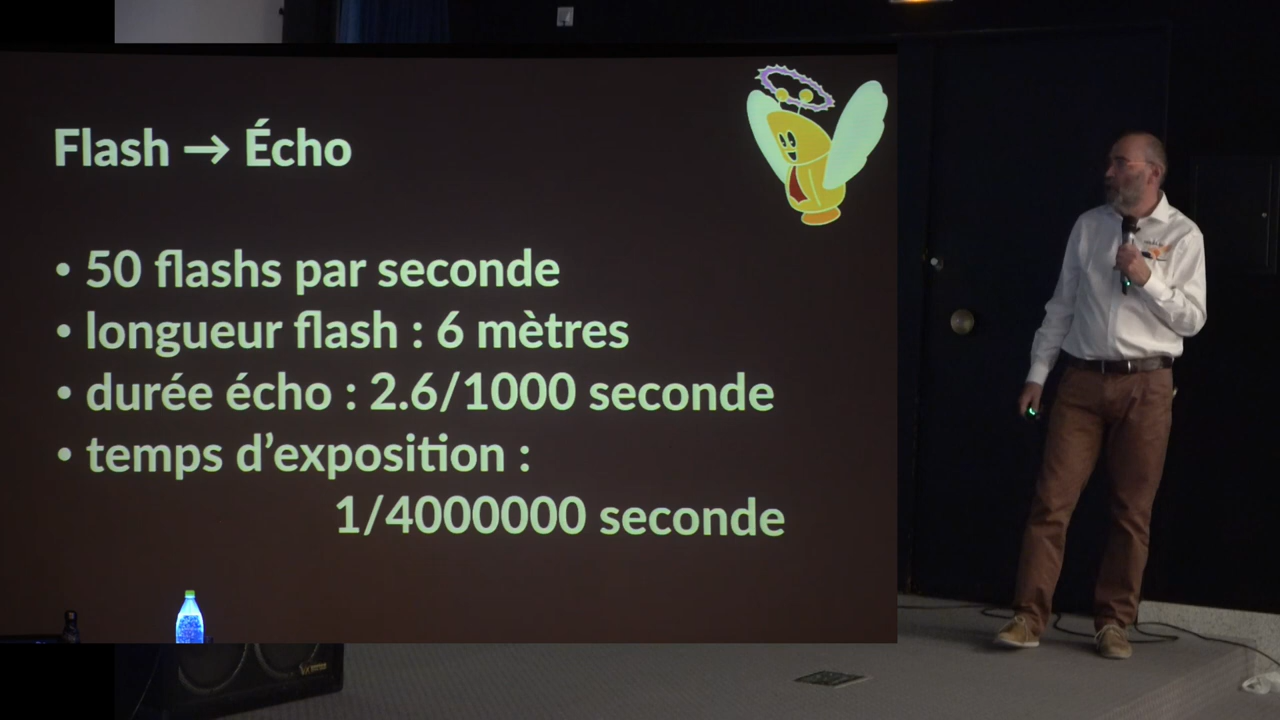 Flash → Écho
• 50 flashs par seconde
• longueur flash : 6 mètres
• durée écho : 2.6/1000 seconde
• temps d’exposition :
1/4000000 seconde